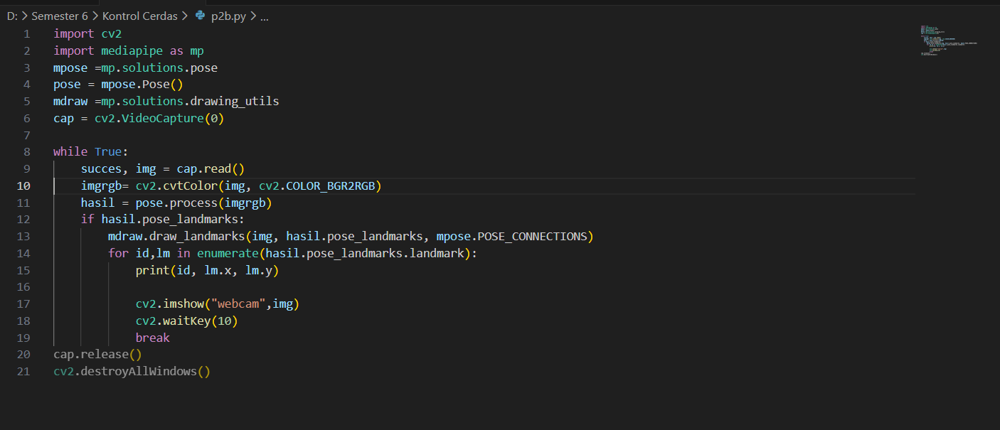 D: > Semester 6 > Kontrol Cerdas > p2b.py > ...
1 import cv2
2 import mediapipe as mp
3 mpose =mp.solutions.pose
4 pose = mpose.Pose()
5 mdraw =mp.solutions.drawing_utils
6 cap = cv2.VideoCapture(0)
7
8 while True:
9     succes, img = cap.read()
10     imgrgb= cv2.cvtColor(img, cv2.COLOR_BGR2RGB)
11     hasil = pose.process(imgrgb)
12     if hasil.pose_landmarks:
13         mdraw.draw_landmarks(img, hasil.pose_landmarks, mpose.POSE_CONNECTIONS)
14         for id,lm in enumerate(hasil.pose_landmarks.landmark):
15             print(id, lm.x, lm.y)
16
17             cv2.imshow("webcam",img)
18             cv2.waitKey(10)
19             break
20 cap.release()
21 cv2.destroyAllWindows()